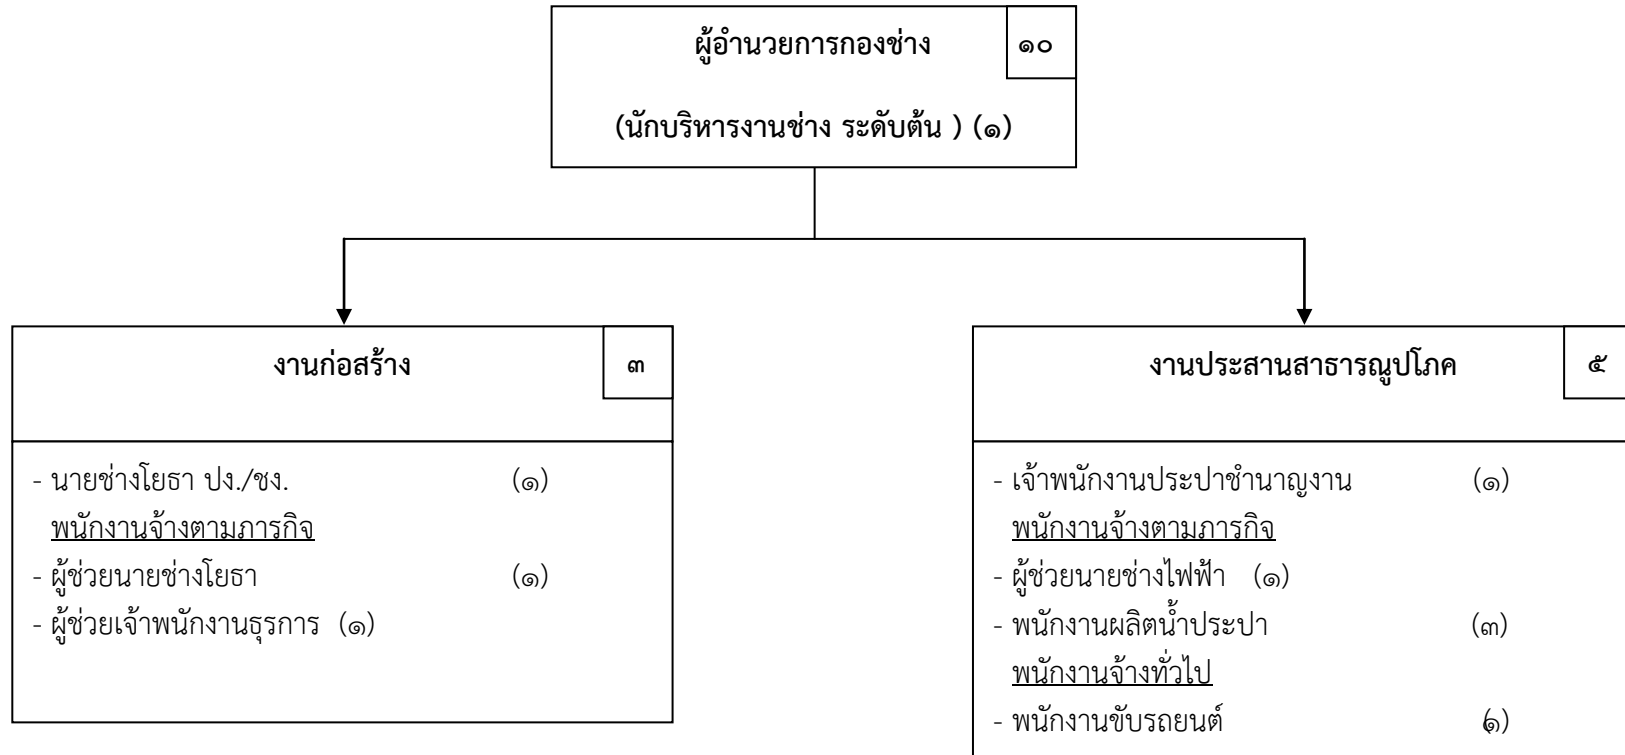 ผู้อำนวยการกองช่าง ๑๐
(นักบริหารงานช่าง ระดับต้น ) (๑)
งานก่อสร้าง ๓
- นายช่างโยธา ปง./ชง. (๑)
พนักงานจ้างตามภารกิจ
- ผู้ช่วยนายช่างโยธา (๑)
- ผู้ช่วยเจ้าพนักงานธุรการ (๑)
งานประสานสาธารณูปโภค ๕
- เจ้าพนักงานประปาชำนาญงาน (๑)
พนักงานจ้างตามภารกิจ
- ผู้ช่วยนายช่างไฟฟ้า (๑)
- พนักงานผลิตน้ำประปา (๓)
พนักงานจ้างทั่วไป
- พนักงานขับรถยนต์ (๑)